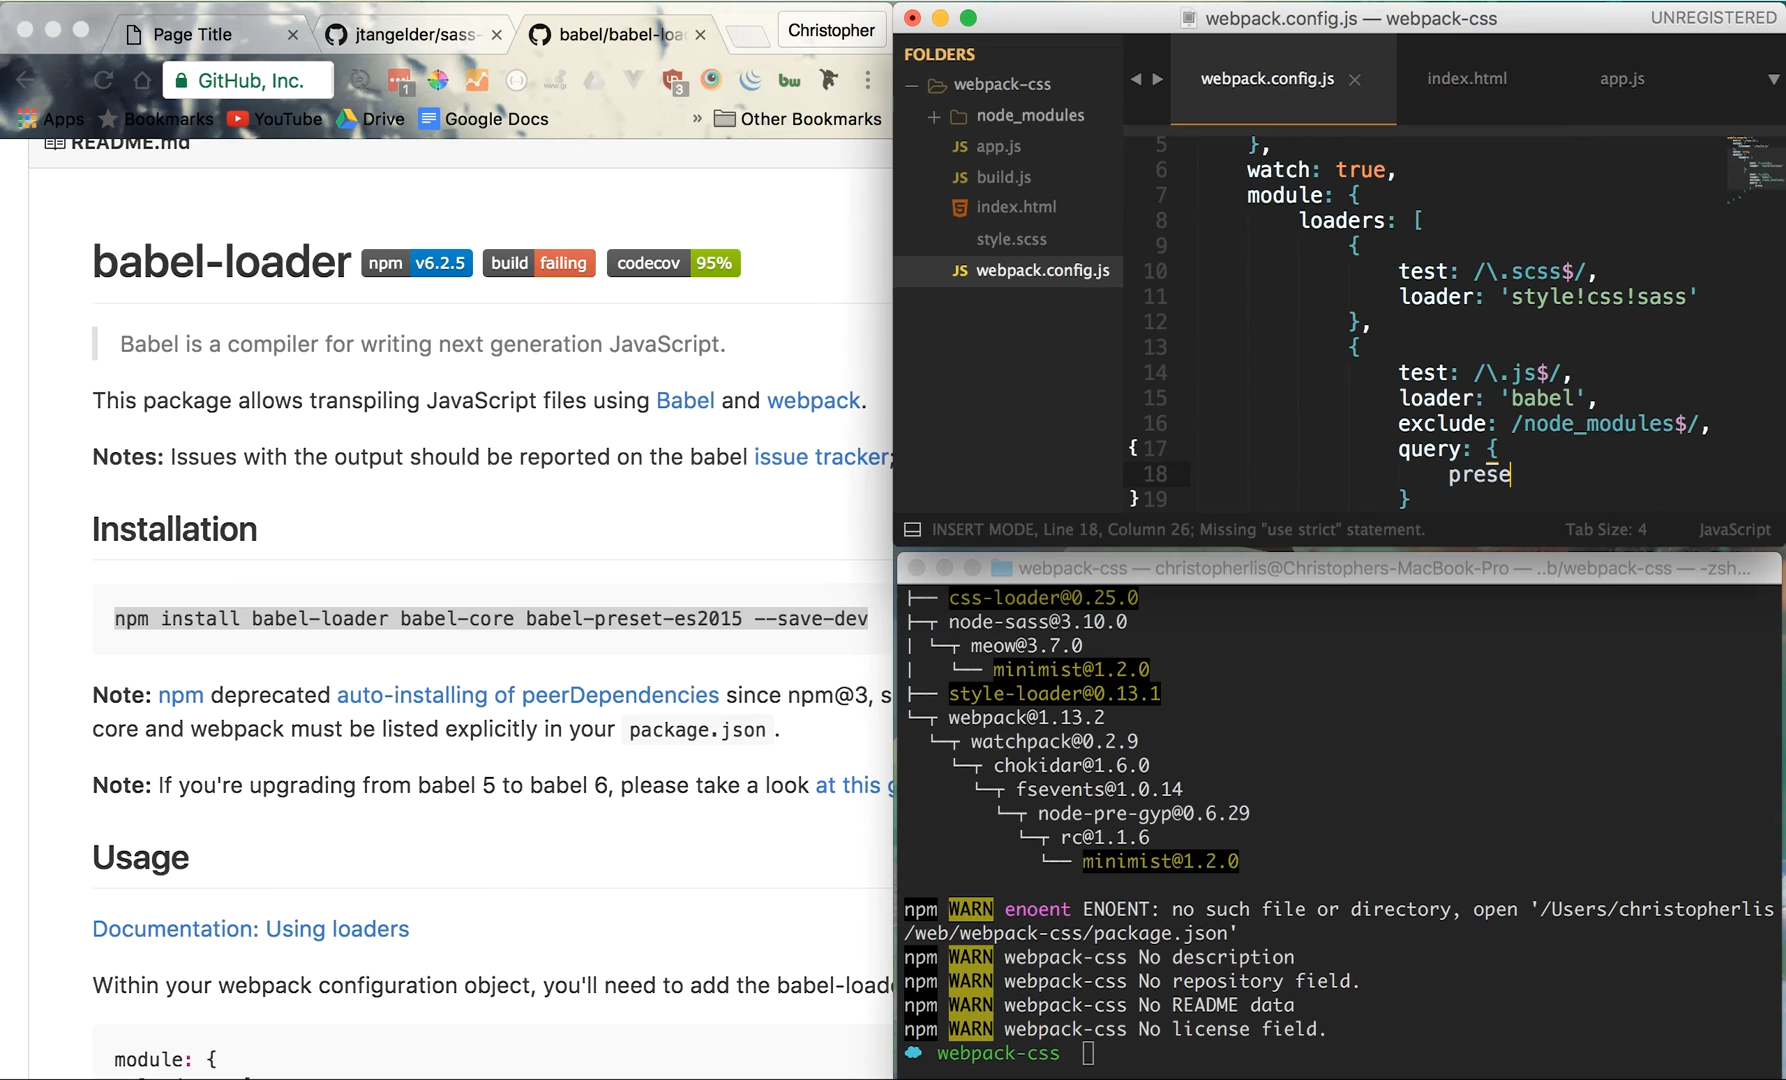 Page Title
jtangelder/sass-
babel/babel-loa
Christopher
GitHub, Inc.
1
3
bw
Apps
Bookmarks
YouTube
Drive
Google Docs
»
Other Bookmarks
README.md
babel-loader
npm v6.2.5
build failing
codecov 95%
Babel is a compiler for writing next generation JavaScript.
This package allows transpiling JavaScript files using Babel and webpack.
Notes: Issues with the output should be reported on the babel issue tracker;
Installation
npm install babel-loader babel-core babel-preset-es2015 --save-dev
Note: npm deprecated auto-installing of peerDependencies since npm@3, s
core and webpack must be listed explicitly in your package.json .
Note: If you're upgrading from babel 5 to babel 6, please take a look at this g
Usage
Documentation: Using loaders
Within your webpack configuration object, you'll need to add the babel-loade
module: {
webpack.config.js — webpack-css
UNREGISTERED
FOLDERS
webpack-css
node_modules
JS app.js
JS build.js
index.html
style.scss
JS webpack.config.js
webpack.config.js
index.html
app.js
5 },
6 watch: true,
7 module: {
8 loaders: [
9 {
10 test: /\.scss$/,
11 loader: 'style!css!sass'
12 },
13 {
14 test: /\.js$/,
15 loader: 'babel',
16 exclude: /node_modules$/,
{ 17 query: {
18 prese
} 19 }
INSERT MODE, Line 18, Column 26; Missing "use strict" statement.
Tab Size: 4
JavaScript
webpack-css — christopherlis@Christophers-MacBook-Pro — ..b/webpack-css — -zsh...
├── css-loader@0.25.0
├─┬ node-sass@3.10.0
│ └─┬ meow@3.7.0
│   └── minimist@1.2.0
├── style-loader@0.13.1
└─┬ webpack@1.13.2
  └─┬ watchpack@0.2.9
    └─┬ chokidar@1.6.0
      └─┬ fsevents@1.0.14
        └─┬ node-pre-gyp@0.6.29
          └─┬ rc@1.1.6
            └── minimist@1.2.0
npm WARN enoent ENOENT: no such file or directory, open '/Users/christopherlis
/web/webpack-css/package.json'
npm WARN webpack-css No description
npm WARN webpack-css No repository field.
npm WARN webpack-css No README data
npm WARN webpack-css No license field.
webpack-css